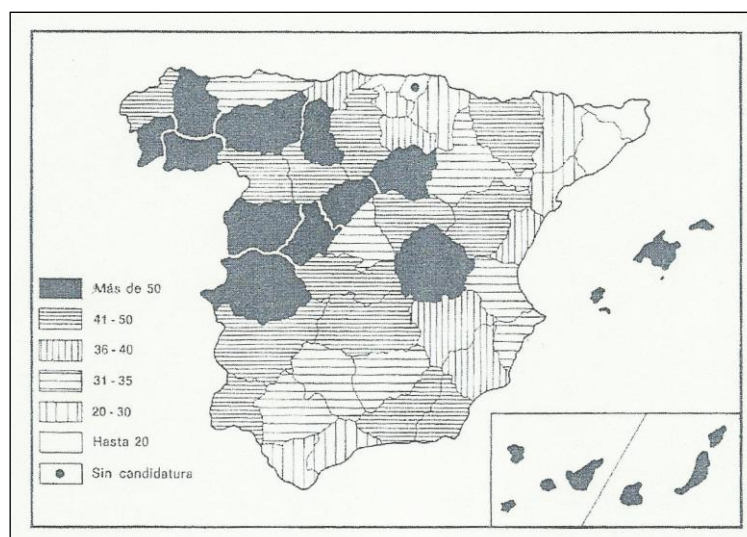 Más de 50
41 - 50
36 - 40
31 - 35
20 - 30
Hasta 20
Sin candidatura